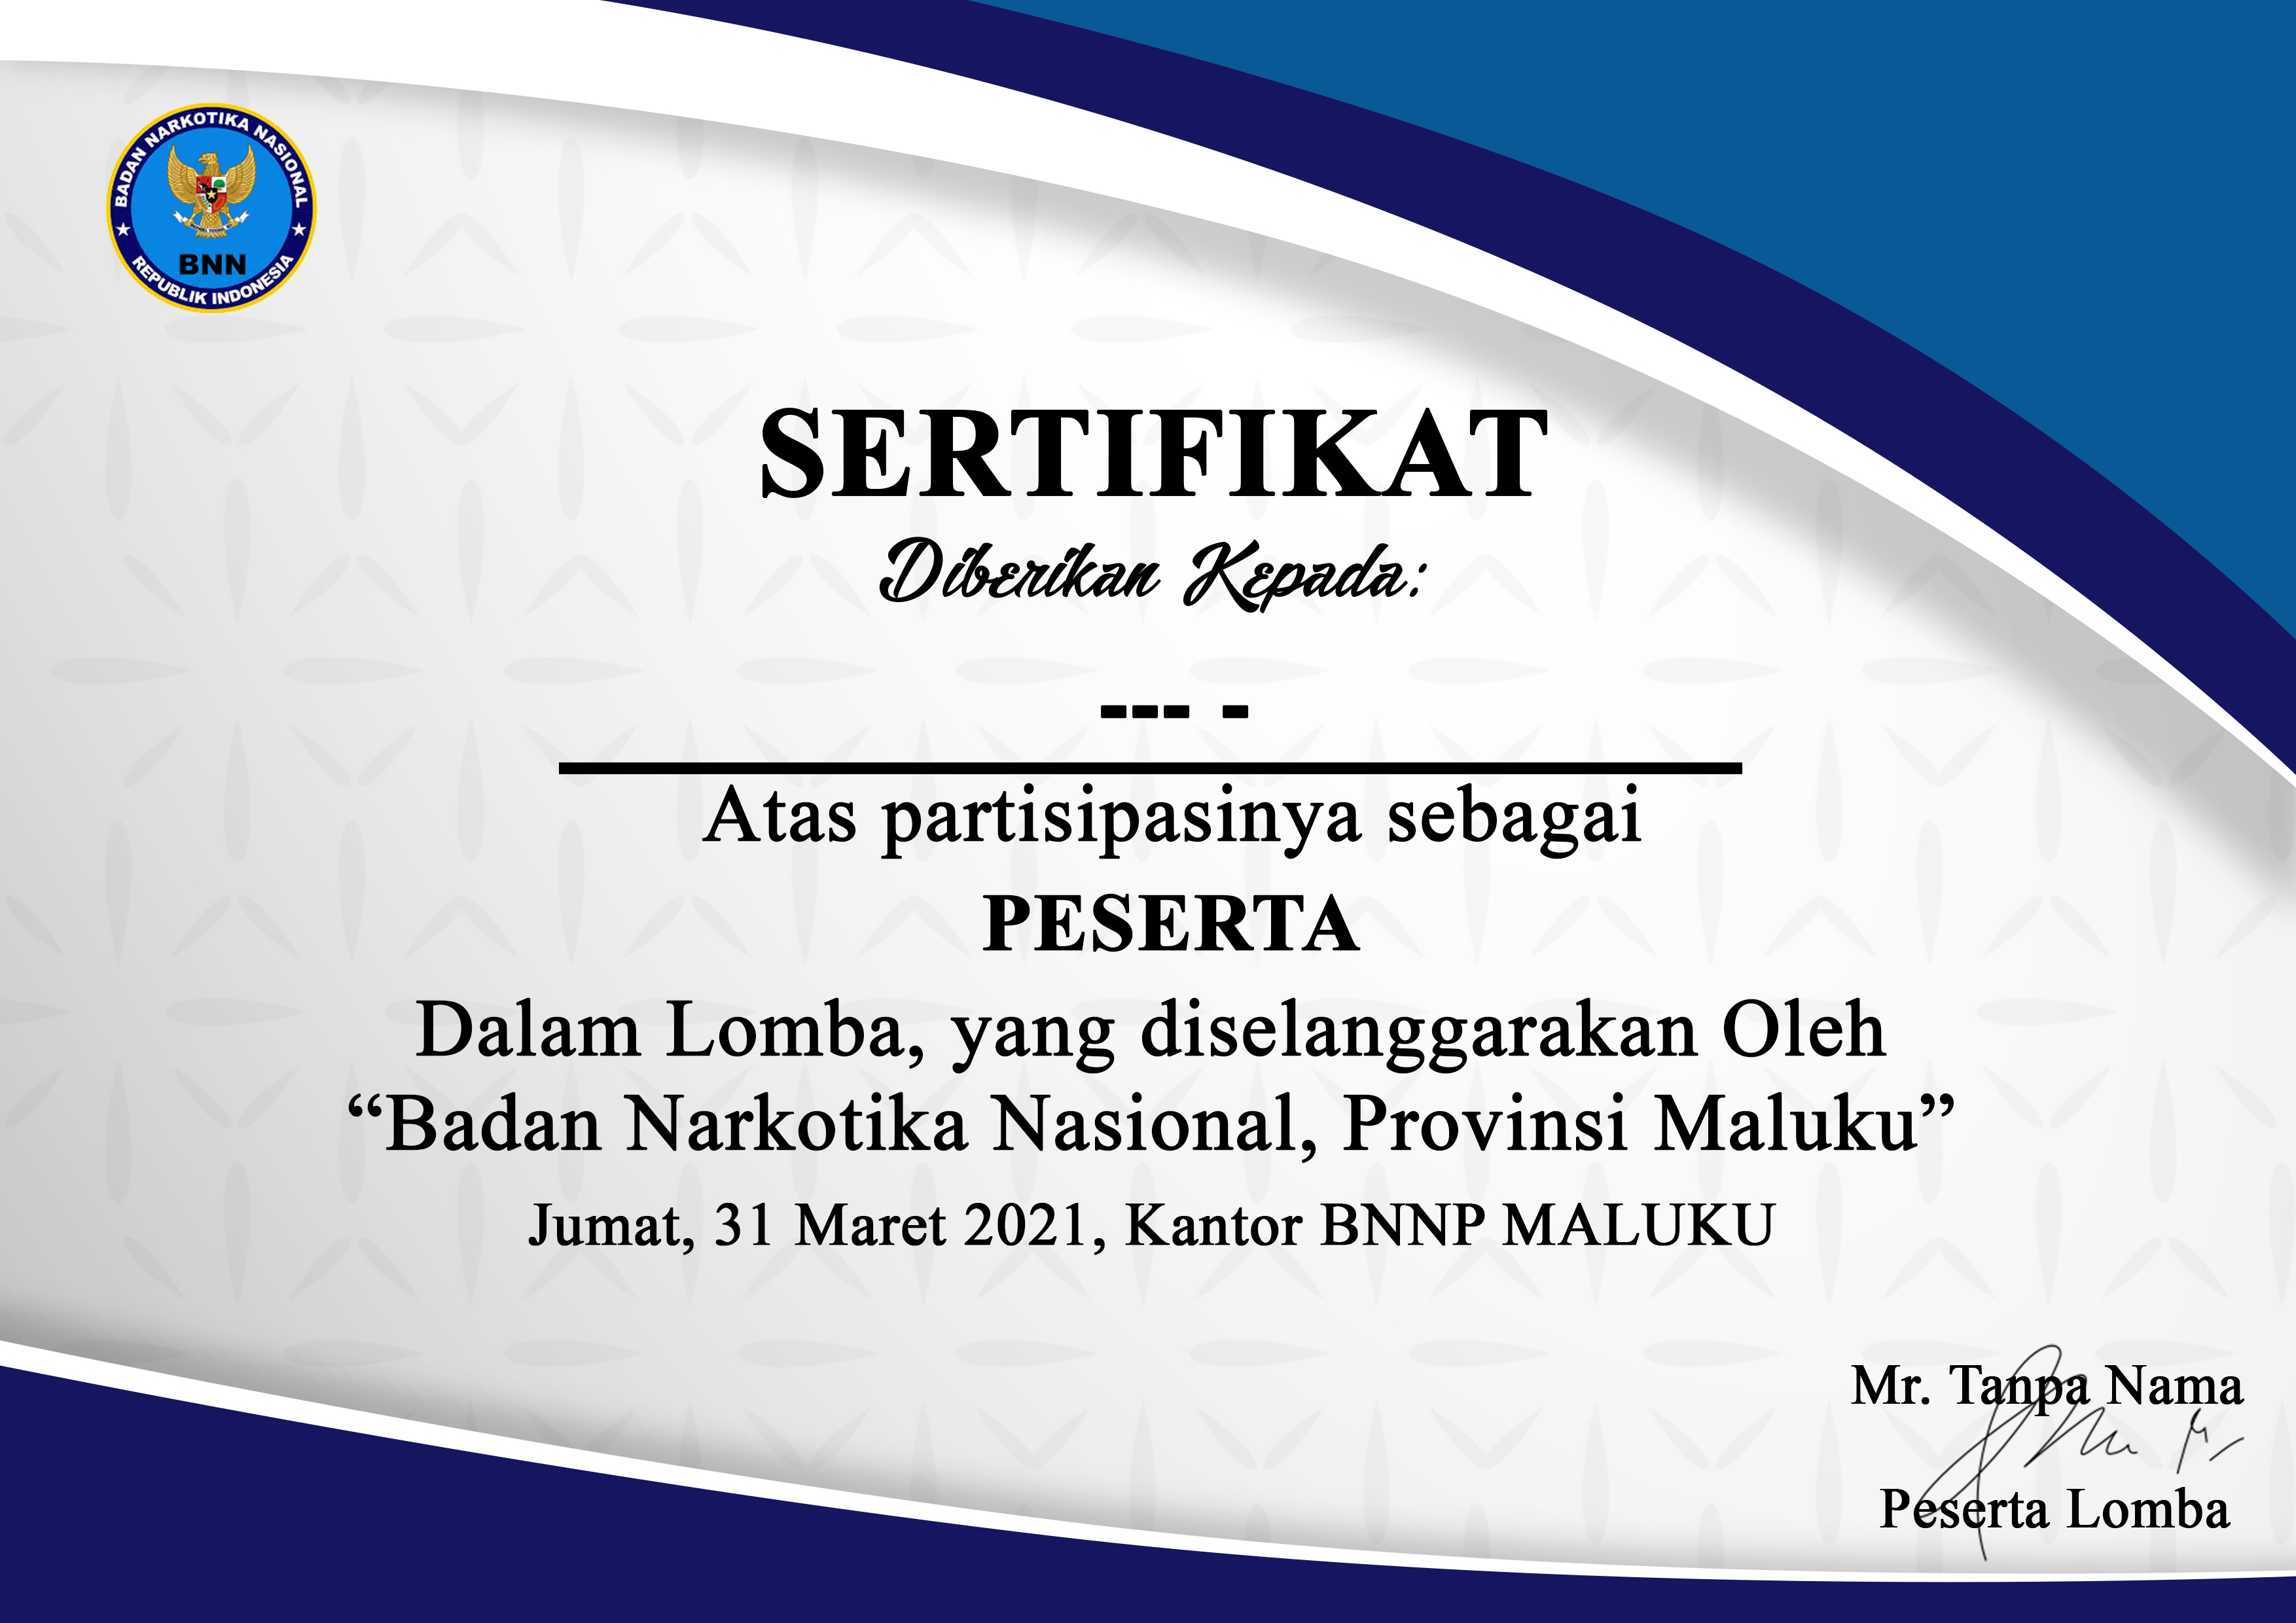 BADAN NARKOTIKA NASIONAL
BNN
REPUBLIK INDONESIA
SERTIFIKAT
Diberikan Kepada:
--- -
Atas partisipasinya sebagai
PESERTA
Dalam Lomba, yang diselanggarakan Oleh
“Badan Narkotika Nasional, Provinsi Maluku”
Jumat, 31 Maret 2021, Kantor BNNP MALUKU
Mr. Tanpa Nama
Peserta Lomba